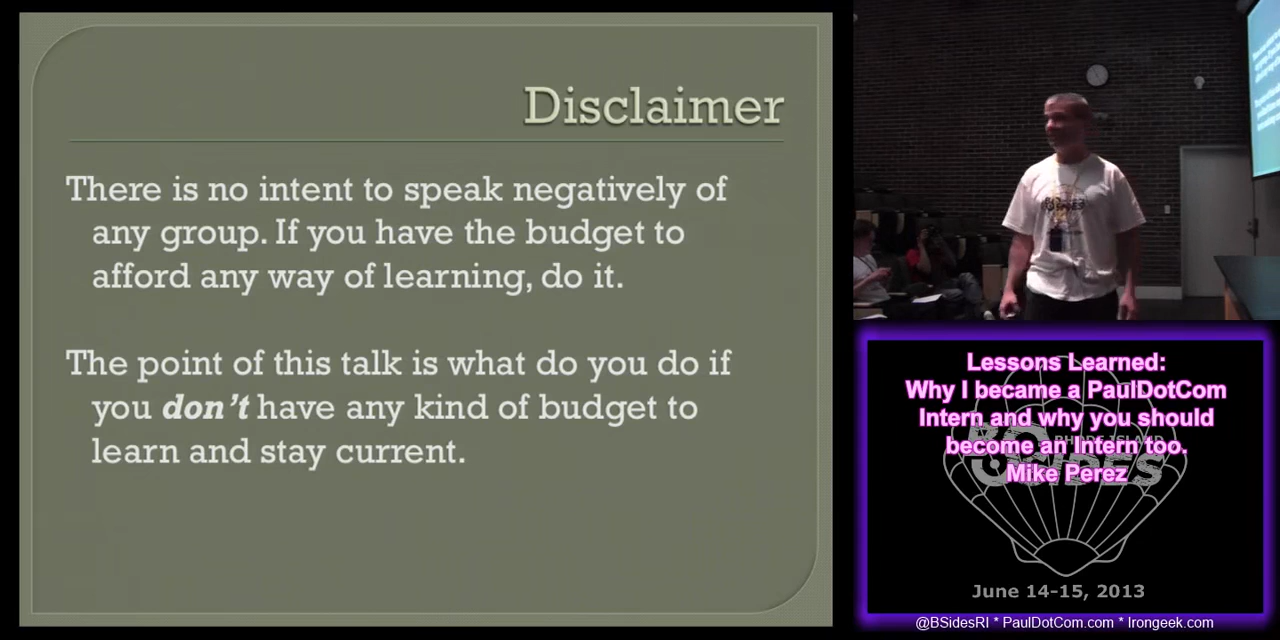 Disclaimer
There is no intent to speak negatively of
any group. If you have the budget to
afford any way of learning, do it.
The point of this talk is what do you do if
you don't have any kind of budget to
learn and stay current.
Lessons Learned:
Why I became a PaulDotCom
Intern and why you should
become an Intern too.
Mike Perez
RHODE ISLAND
BSIDES
June 14-15, 2013
@BSidesRI * PaulDotCom.com * Irongeek.com